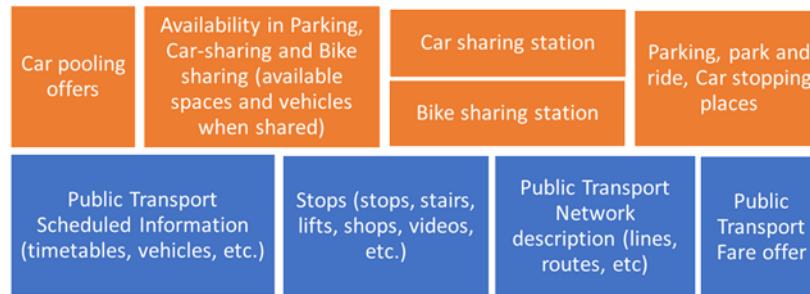 Car pooling
offers
Availability in Parking,
Car-sharing and Bike
sharing (available
spaces and vehicles
when shared)
Car sharing station
Bike sharing station
Parking, park and
ride, Car stopping
places
Public Transport
Scheduled Information
(timetables, vehicles, etc.)
Stops (stops, stairs,
lifts, shops, videos,
etc.)
Public Transport
Network
description (lines,
routes, etc)
Public
Transport
Fare offer